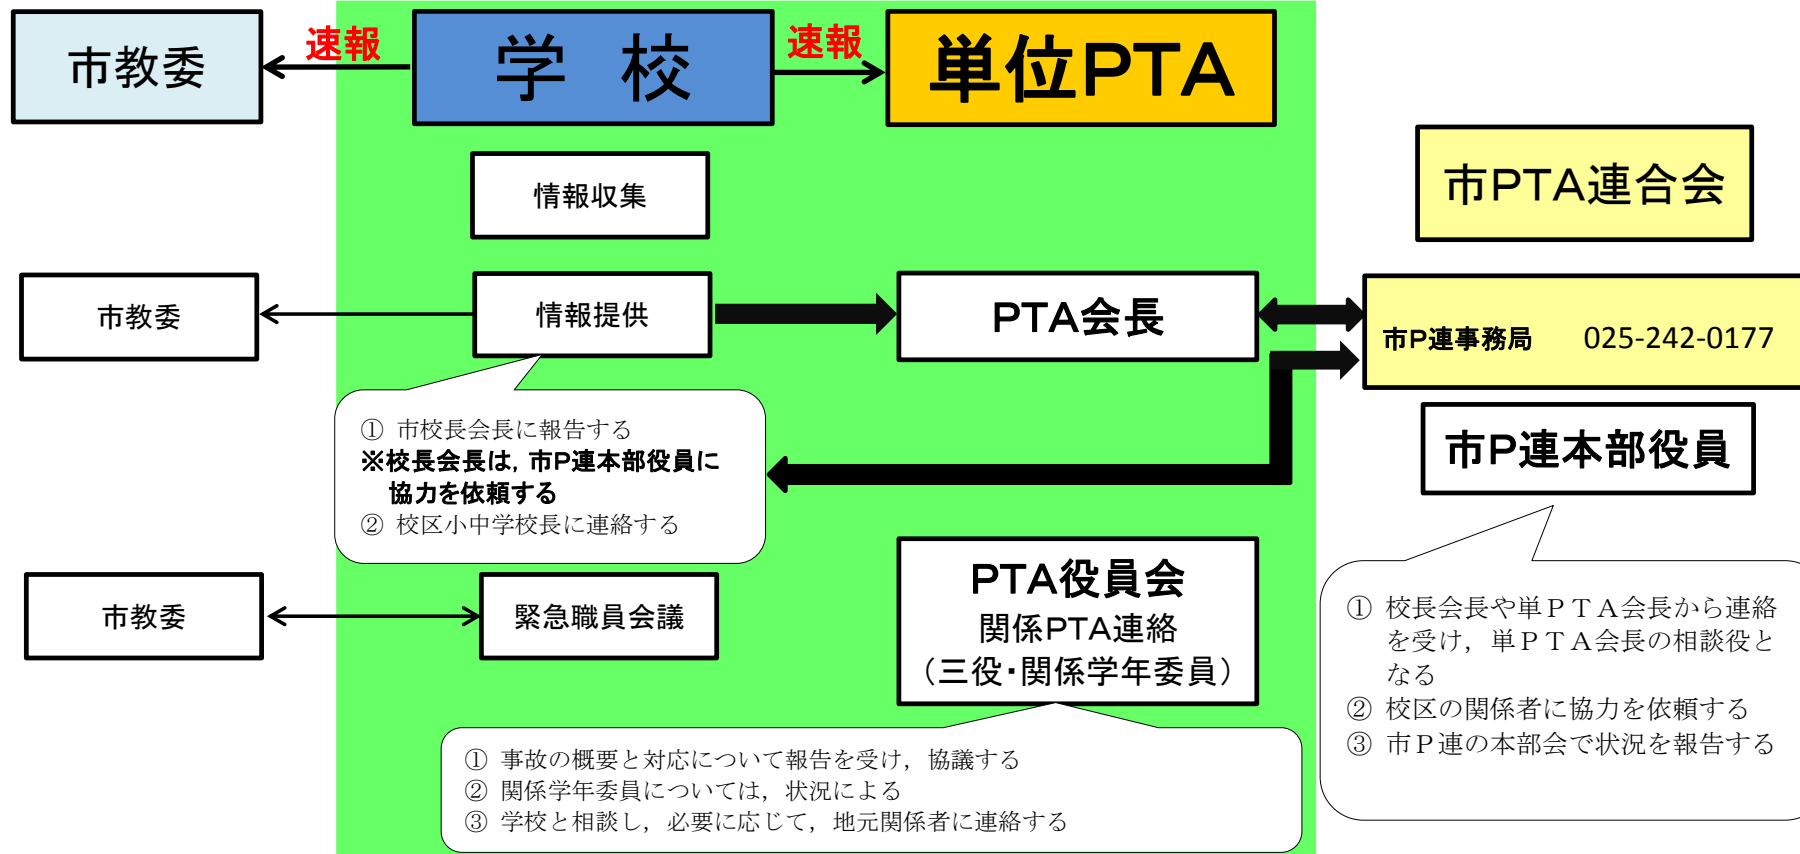 市教委
速報
学　校
速報
単位PTA
市PTA連合会
情報収集
市教委
情報提供
PTA会長
市P連事務局　025-242-0177
① 市校長会長に報告する
※校長会長は，市P連本部役員に
協力を依頼する
② 校区小中学校長に連絡する
市P連本部役員
市教委
緊急職員会議
PTA役員会
関係PTA連絡
（三役・関係学年委員）
① 校長会長や単ＰＴＡ会長から連絡
を受け，単ＰＴＡ会長の相談役と
なる
② 校区の関係者に協力を依頼する
③ 市Ｐ連の本部会で状況を報告する
① 事故の概要と対応について報告を受け，協議する
② 関係学年委員については，状況による
③ 学校と相談し，必要に応じて，地元関係者に連絡する